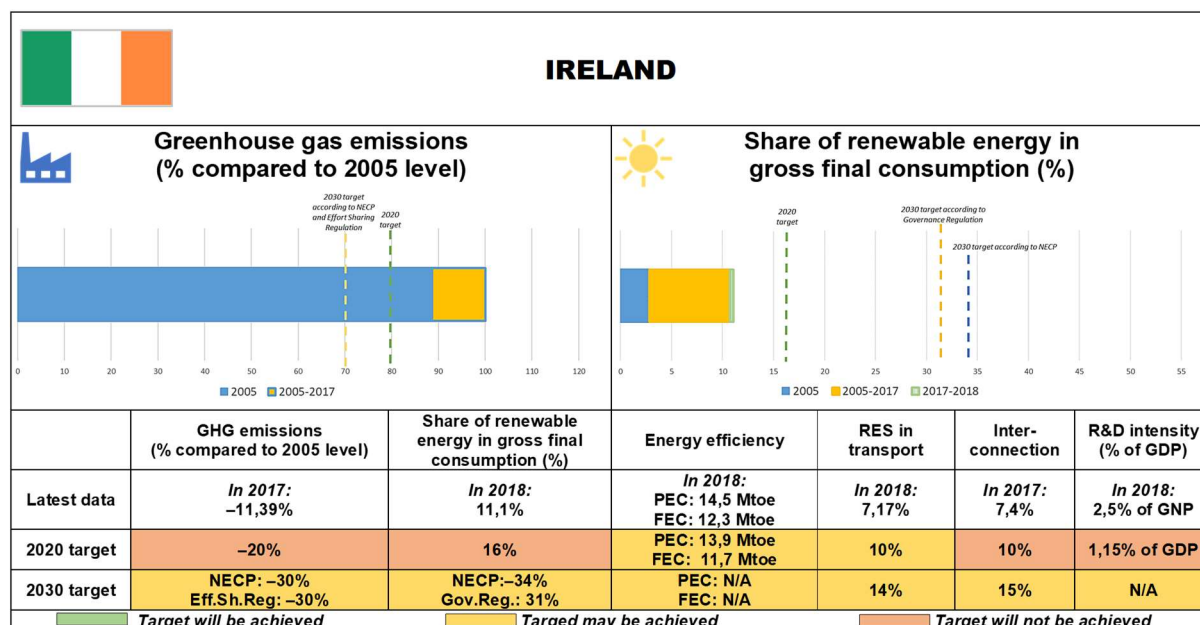 IRELAND
Greenhouse gas emissions
(% compared to 2005 level)
2030 target
according to NECP
and Effort Sharing
Regulation
2020
target
0 10 20 30 40 50 60 70 80 90 100 110 120
2005 2005-2017
Share of renewable energy in
gross final consumption (%)
2020
target
2030 target according to
Governance Regulation
2030 target according to NECP
0 5 10 15 20 25 30 35 40 45 50 55
2005 2005-2017 2017-2018
GHG emissions
(% compared to 2005 level)
Share of renewable
energy in gross final
consumption (%)
Energy efficiency
RES in
transport
Inter-
connection
R&D intensity
(% of GDP)
Latest data
In 2017:
–11,39%
In 2018:
11,1%
In 2018:
PEC: 14,5 Mtoe
FEC: 12,3 Mtoe
In 2018:
7,17%
In 2017:
7,4%
In 2018:
2,5% of GNP
2020 target
–20%
16%
PEC: 13,9 Mtoe
FEC: 11,7 Mtoe
10%
10%
1,15% of GDP
2030 target
NECP: –30%
Eff.Sh.Reg: –30%
NECP:–34%
Gov.Reg.: 31%
PEC: N/A
FEC: N/A
14%
15%
N/A
Target will be achieved
Targed may be achieved
Target will not be achieved